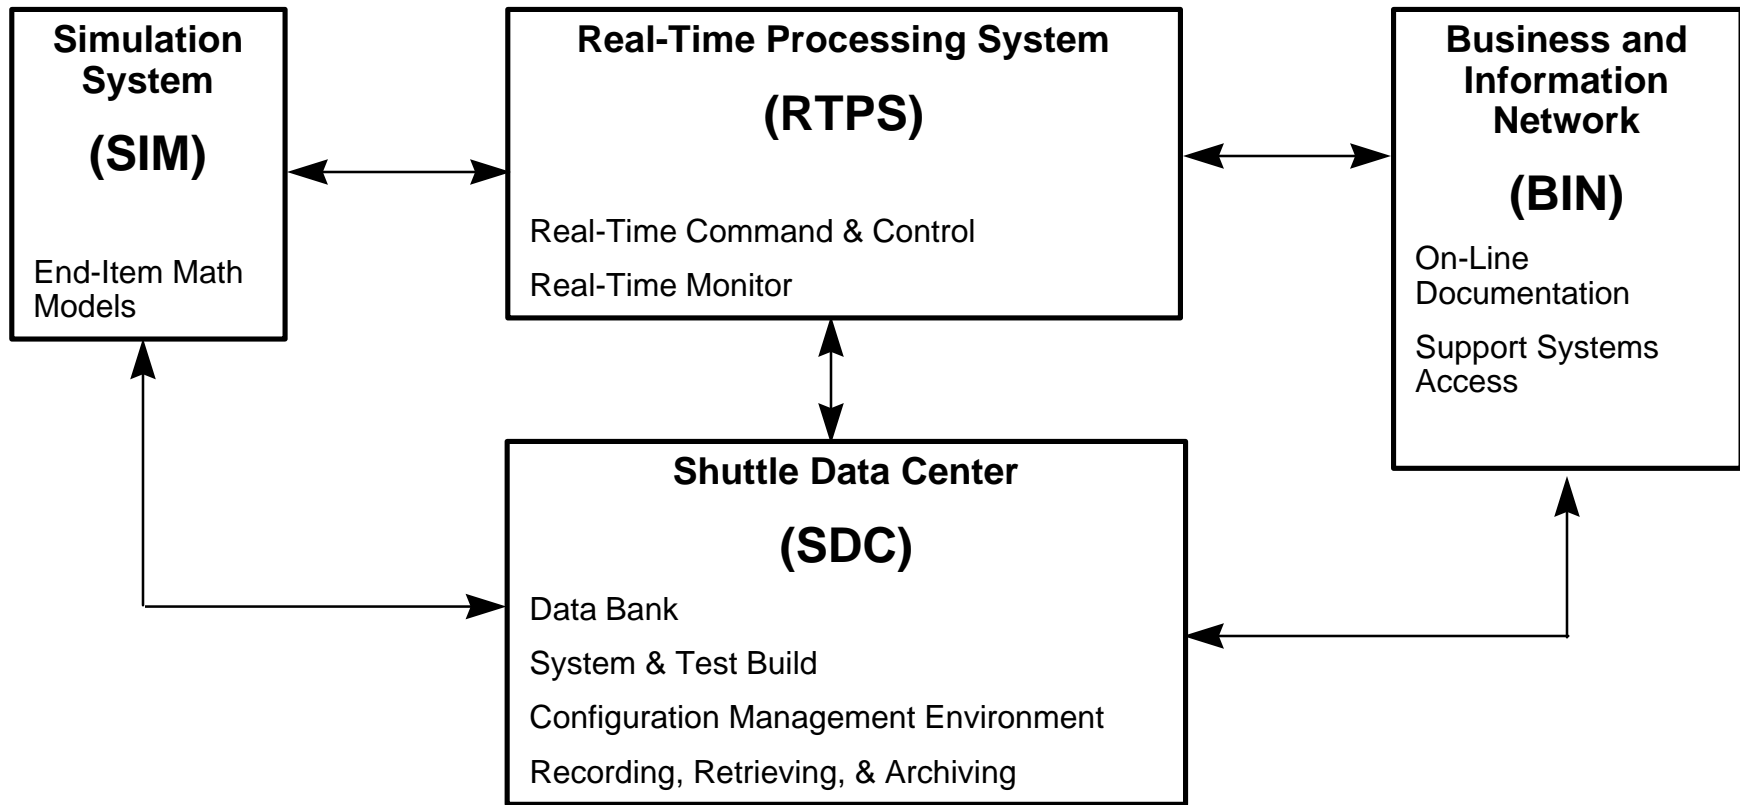 Simulation
System
(SIM)
End-Item Math
Models
Real-Time Processing System
(RTPS)
Real-Time Command & Control
Real-Time Monitor
Business and
Information
Network
(BIN)
On-Line
Documentation
Support Systems
Access
Shuttle Data Center
(SDC)
Data Bank
System & Test Build
Configuration Management Environment
Recording, Retrieving, & Archiving